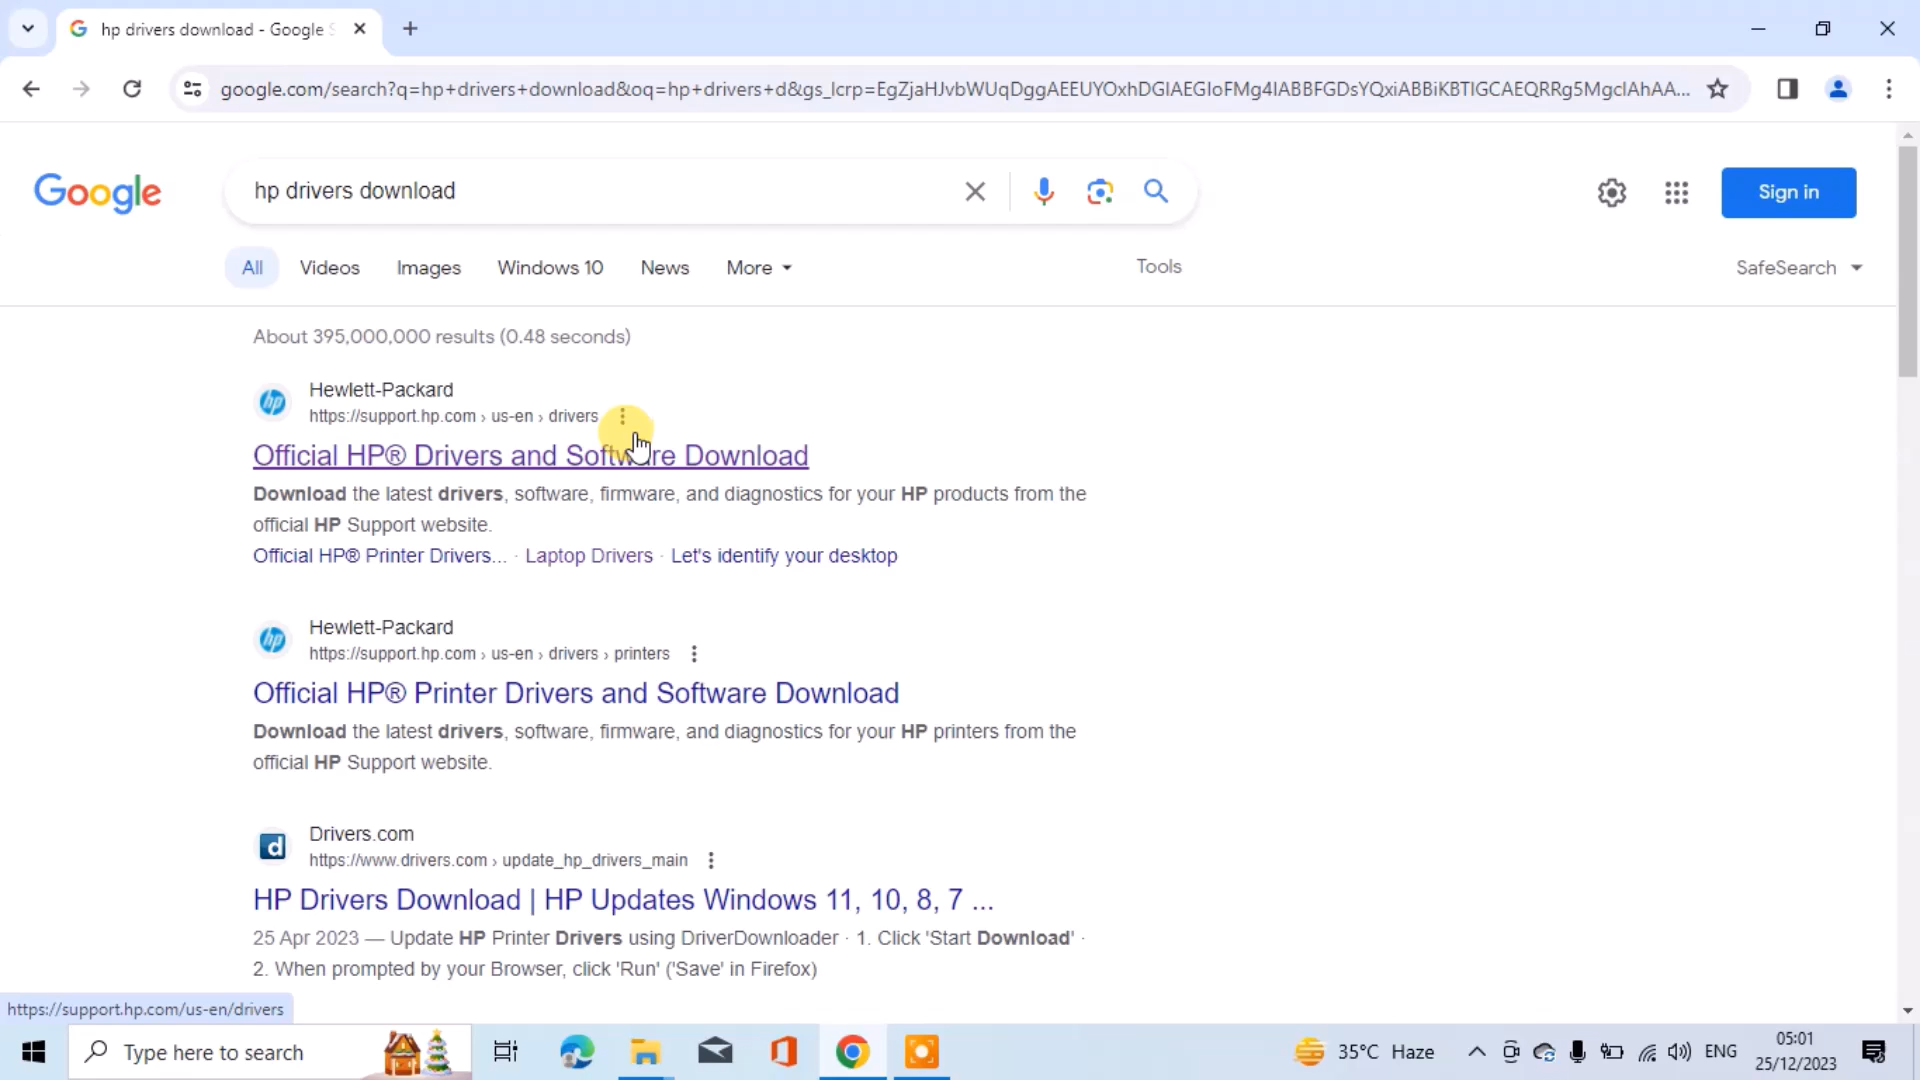 hp drivers download - Google S
google.com/search?q=hp+drivers+download&oq=hp+drivers+d&gs_lcrp=EgZjaHJvbWUqDggAEEUYOxhDGIAEGIoFMg4IABBFGDsYQxiABBiKBTIGCAEQRRg5MgcIAhAA...
Google
hp drivers download
Sign in
All Videos Images Windows 10 News More Tools SafeSearch
About 395,000,000 results (0.48 seconds)
hp
Hewlett-Packard
https://support.hp.com › us-en › drivers
Official HP® Drivers and Software Download
Download the latest drivers, software, firmware, and diagnostics for your HP products from the
official HP Support website.
Official HP® Printer Drivers... · Laptop Drivers · Let's identify your desktop
hp
Hewlett-Packard
https://support.hp.com › us-en › drivers › printers
Official HP® Printer Drivers and Software Download
Download the latest drivers, software, firmware, and diagnostics for your HP printers from the
official HP Support website.
d
Drivers.com
https://www.drivers.com › update_hp_drivers_main
HP Drivers Download | HP Updates Windows 11, 10, 8, 7 ...
25 Apr 2023 — Update HP Printer Drivers using DriverDownloader · 1. Click 'Start Download' ·
2. When prompted by your Browser, click 'Run' ('Save' in Firefox)
https://support.hp.com/us-en/drivers
Type here to search
35°C Haze
ENG
05:01
25/12/2023